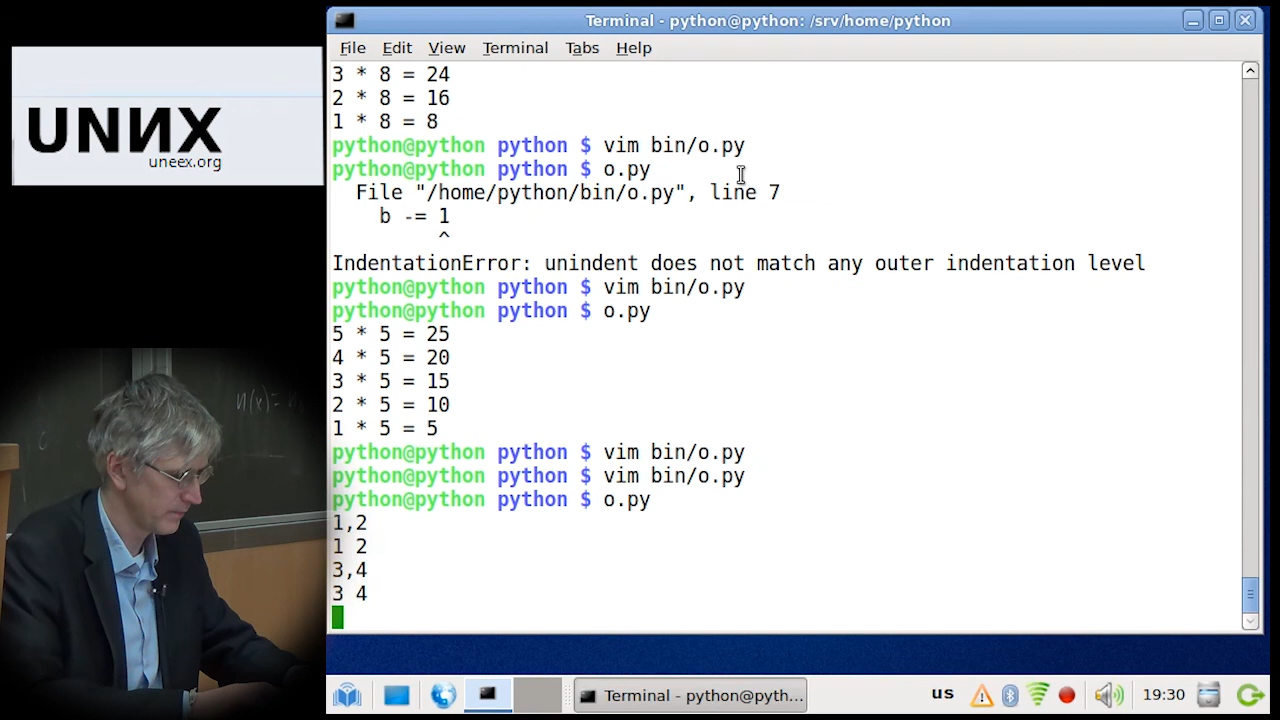 UNИX
uneex.org
Terminal - python@python: /srv/home/python
File Edit View Terminal Tabs Help
3 * 8 = 24
2 * 8 = 16
1 * 8 = 8
python@python python $ vim bin/o.py
python@python python $ o.py
File "/home/python/bin/o.py", line 7
b -= 1
^
IndentationError: unindent does not match any outer indentation level
python@python python $ vim bin/o.py
python@python python $ o.py
5 * 5 = 25
4 * 5 = 20
3 * 5 = 15
2 * 5 = 10
1 * 5 = 5
python@python python $ vim bin/o.py
python@python python $ vim bin/o.py
python@python python $ o.py
1,2
1 2
3,4
3 4
Terminal - python@pyth...
us
19:30